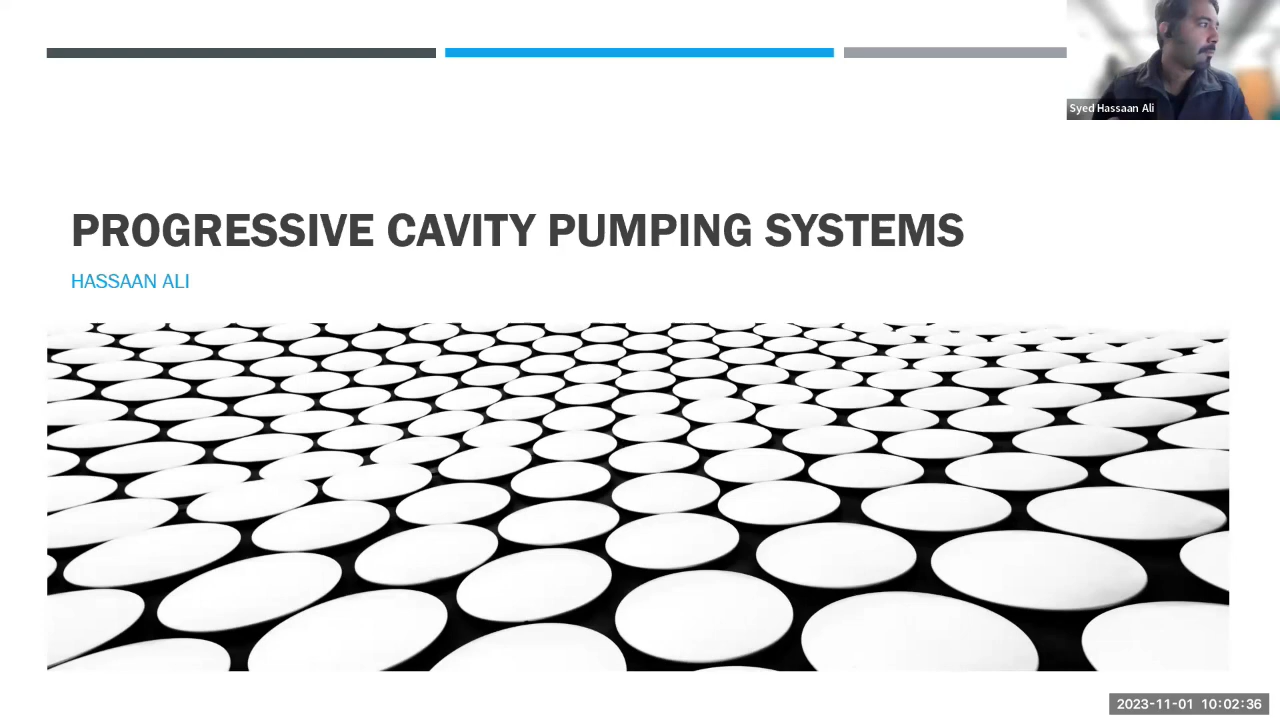 Syed Hassaan Ali
PROGRESSIVE CAVITY PUMPING SYSTEMS
HASSAAN ALI
2023-11-01 10:02:36